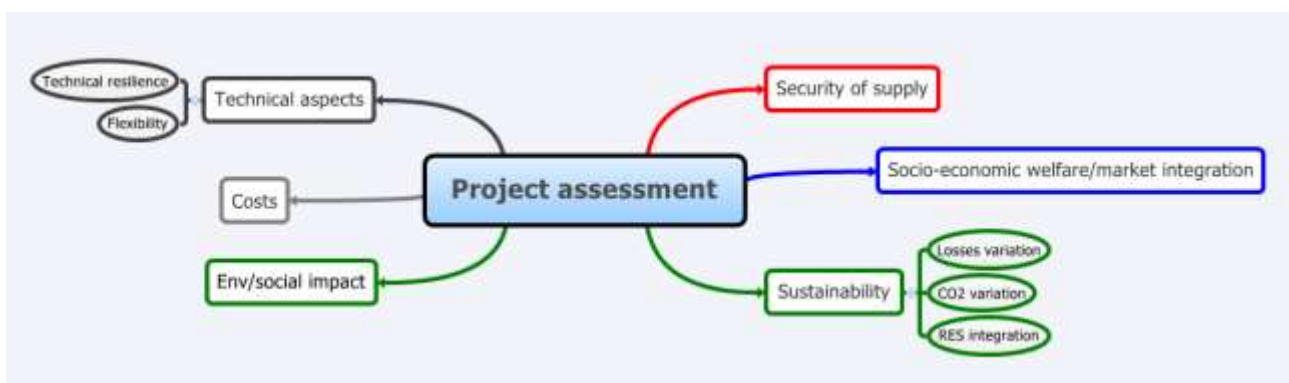 Technical resilience
Flexibility
Technical aspects
Costs
Env/social impact
Project assessment
Security of supply
Socio-economic welfare/market integration
Sustainability
Losses variation
CO2 variation
RES integration